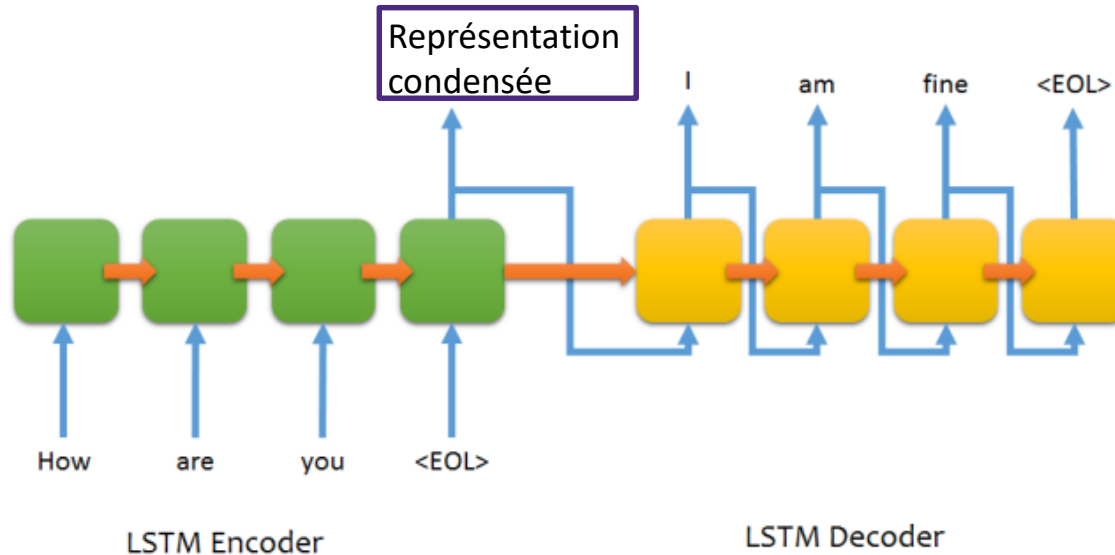 Représentation
condensée
I am fine <EOL>
How are you <EOL>
LSTM Encoder
LSTM Decoder